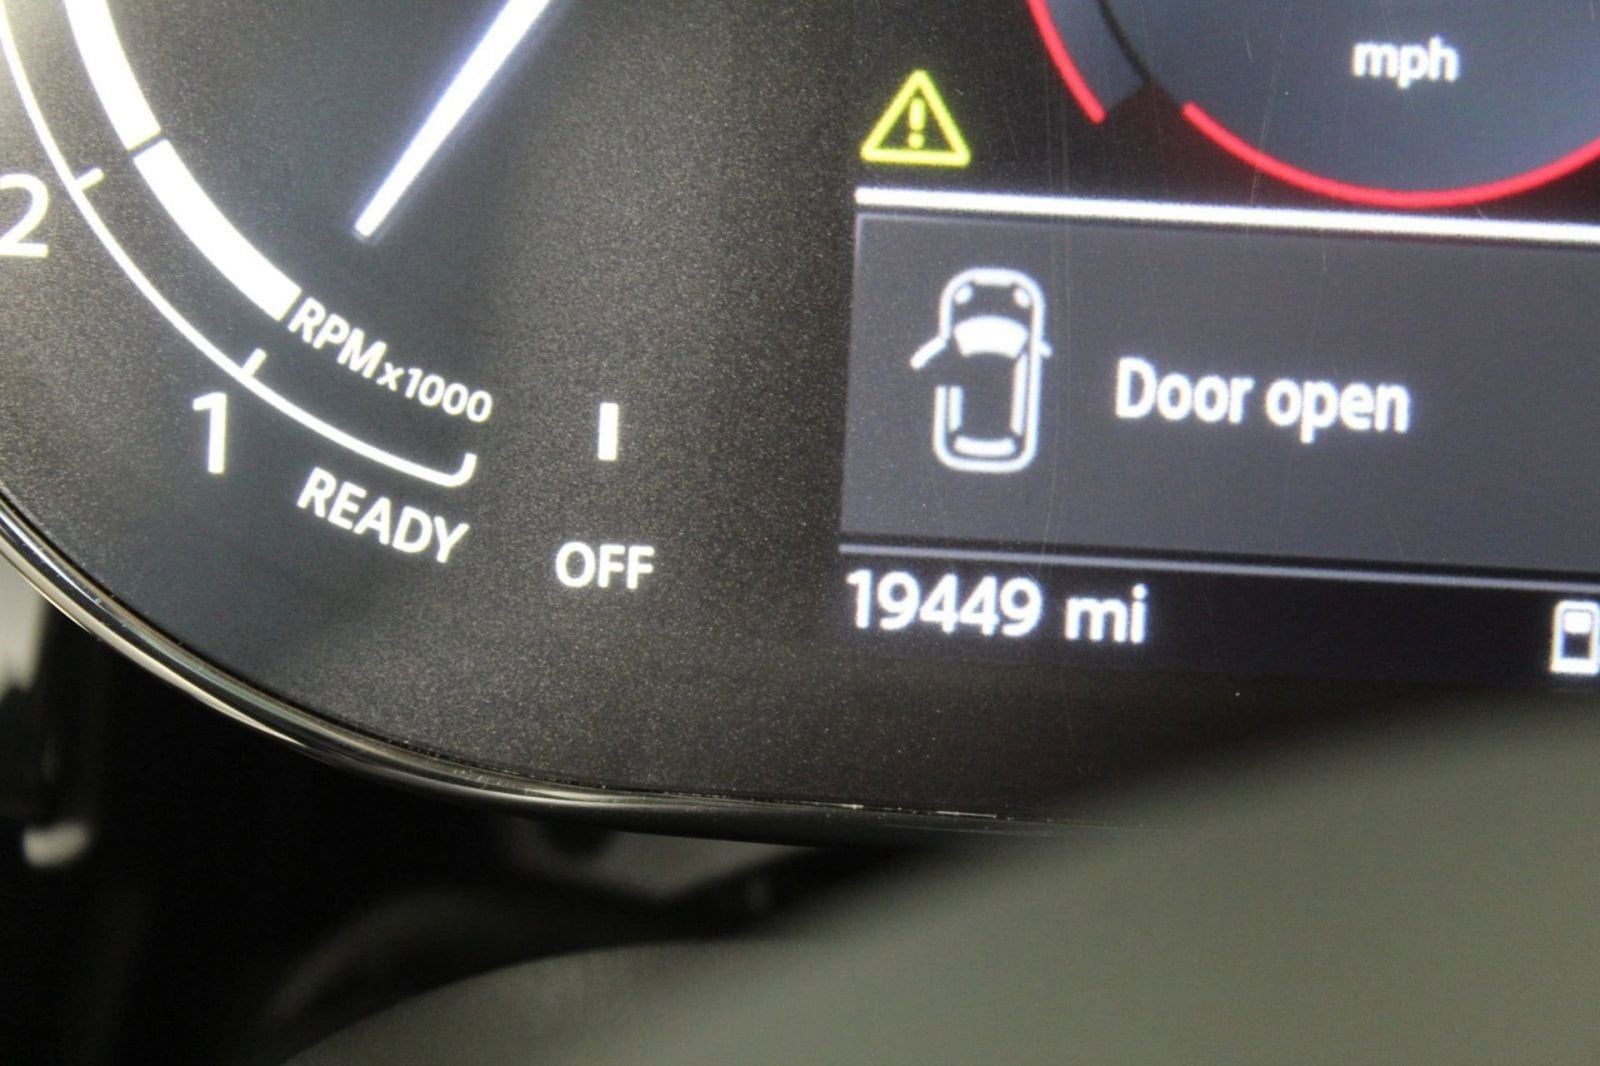 mph
2
RPM x1000
1
READY
OFF
Door open
19449 mi